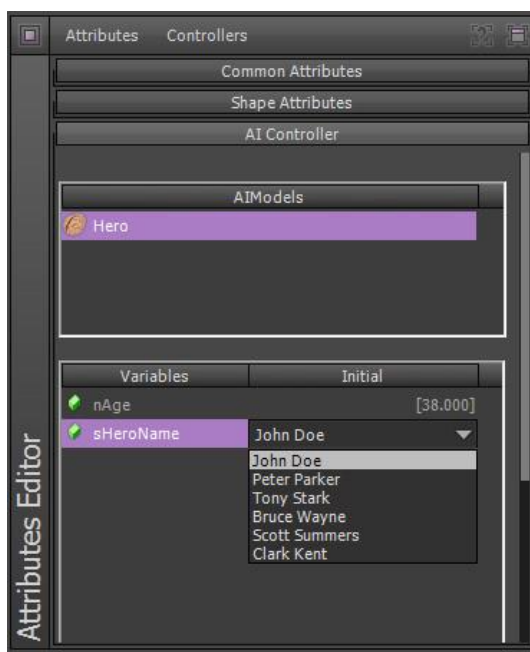 Attributes Controllers
Common Attributes
Shape Attributes
AI Controller
AIModels
Hero
Variables Initial
nAge [38.000]
sHeroName John Doe
John Doe
Peter Parker
Tony Stark
Bruce Wayne
Scott Summers
Clark Kent
Attributes Editor